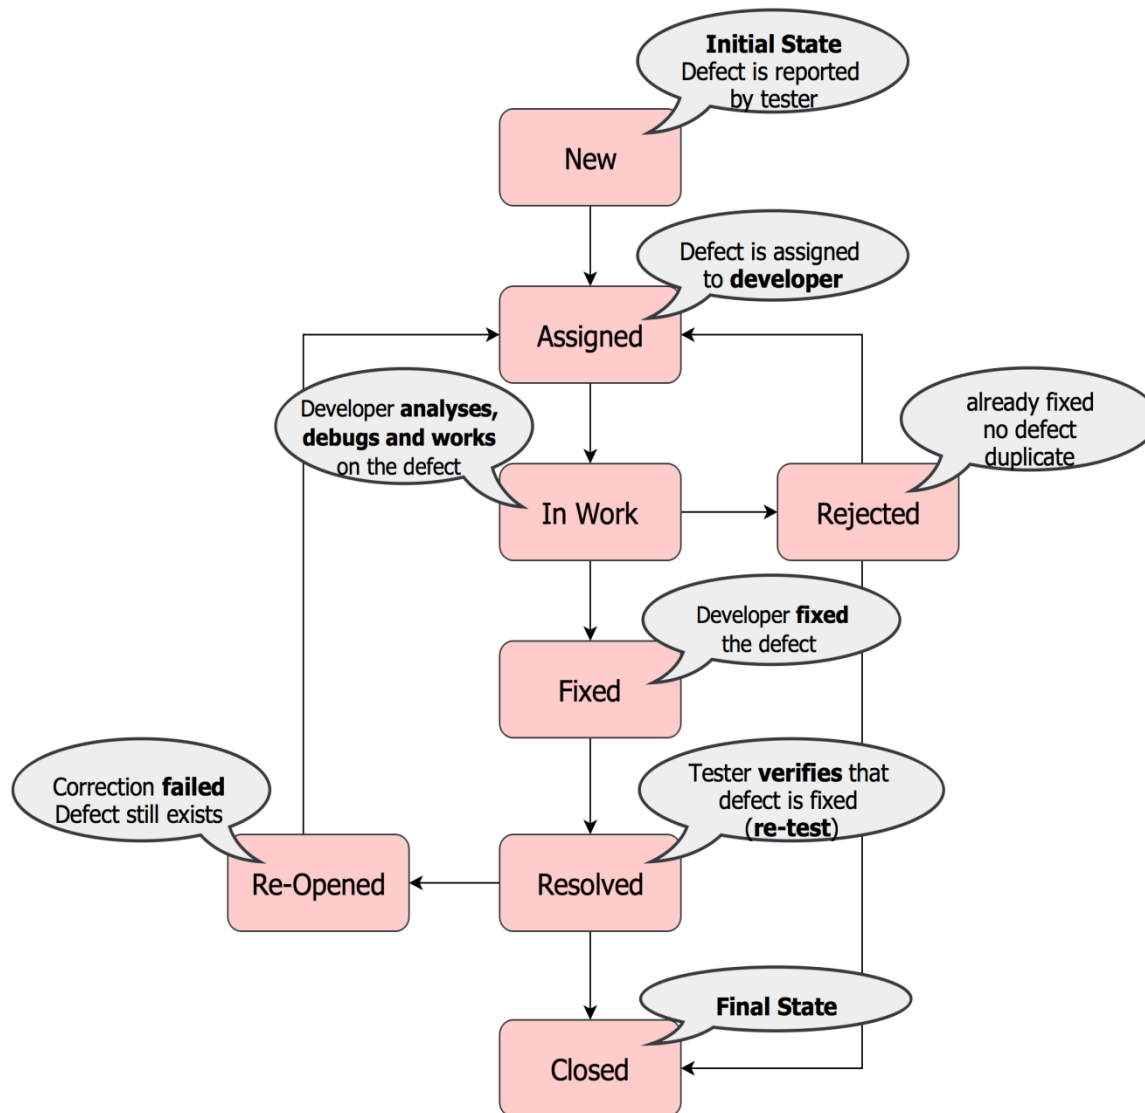 Initial State
Defect is reported
by tester
New
Defect is assigned
to developer
Assigned
Developer analyses,
debugs and works
on the defect
already fixed
no defect
duplicate
In Work
Rejected
Developer fixed
the defect
Fixed
Correction failed
Defect still exists
Tester verifies that
defect is fixed
(re-test)
Re-Opened
Resolved
Final State
Closed